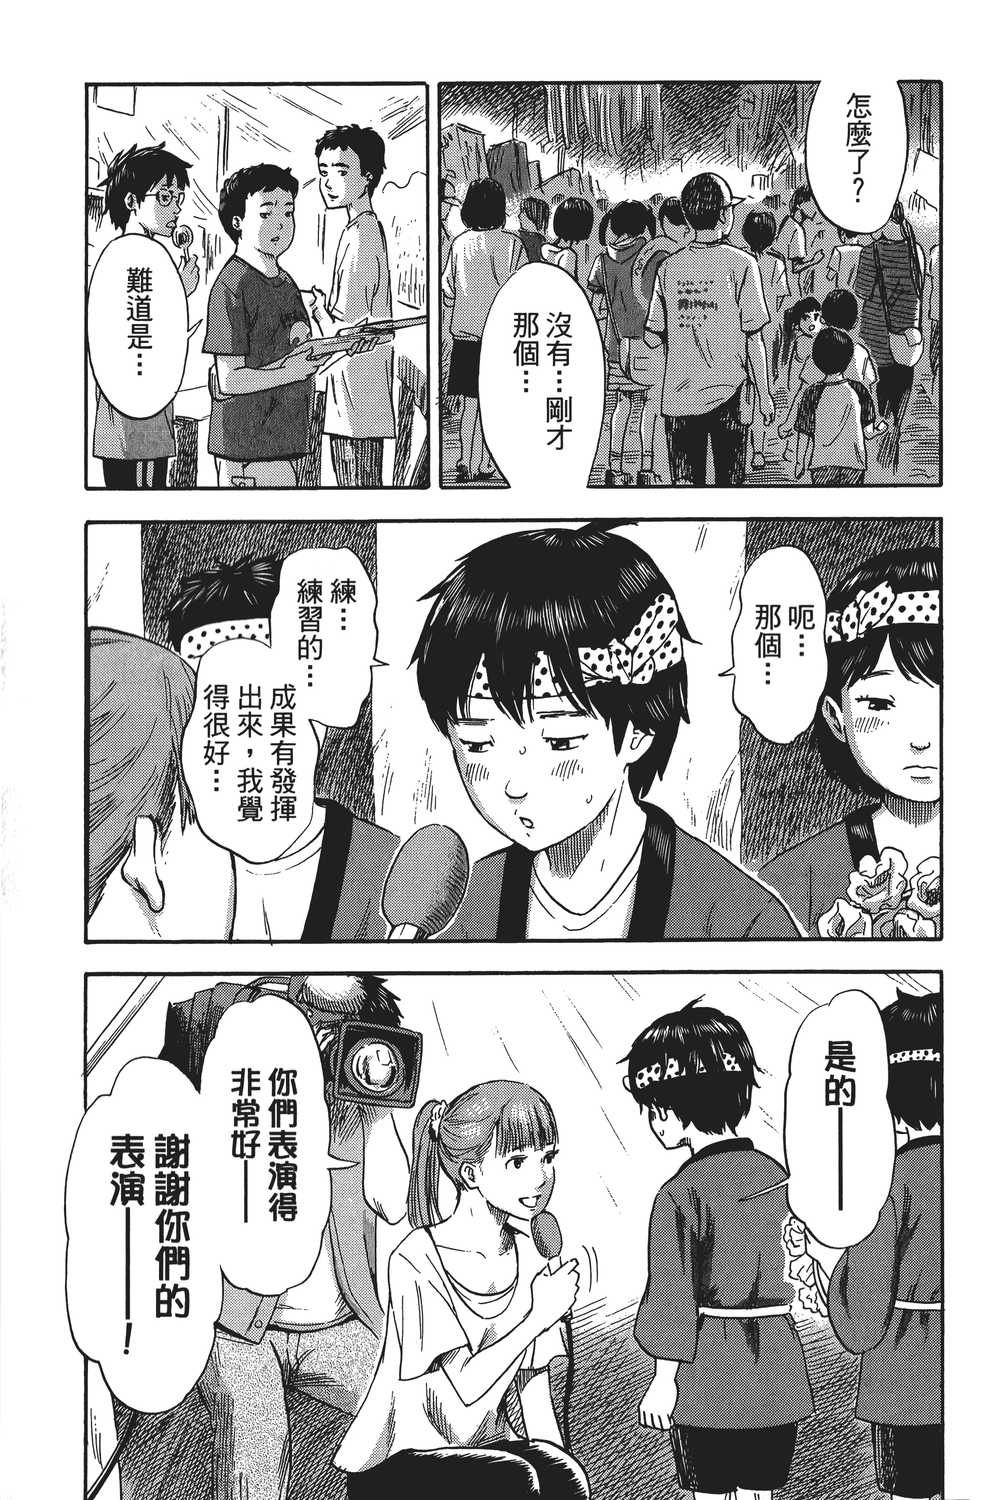 怎麼了？
沒有…剛才
那個…
難道是…
呃…
那個…
練…
練習的…
成果有發揮
出來，我覺
得很好…
是的——
你們表演得
非常好——
謝謝你們的
表演——！